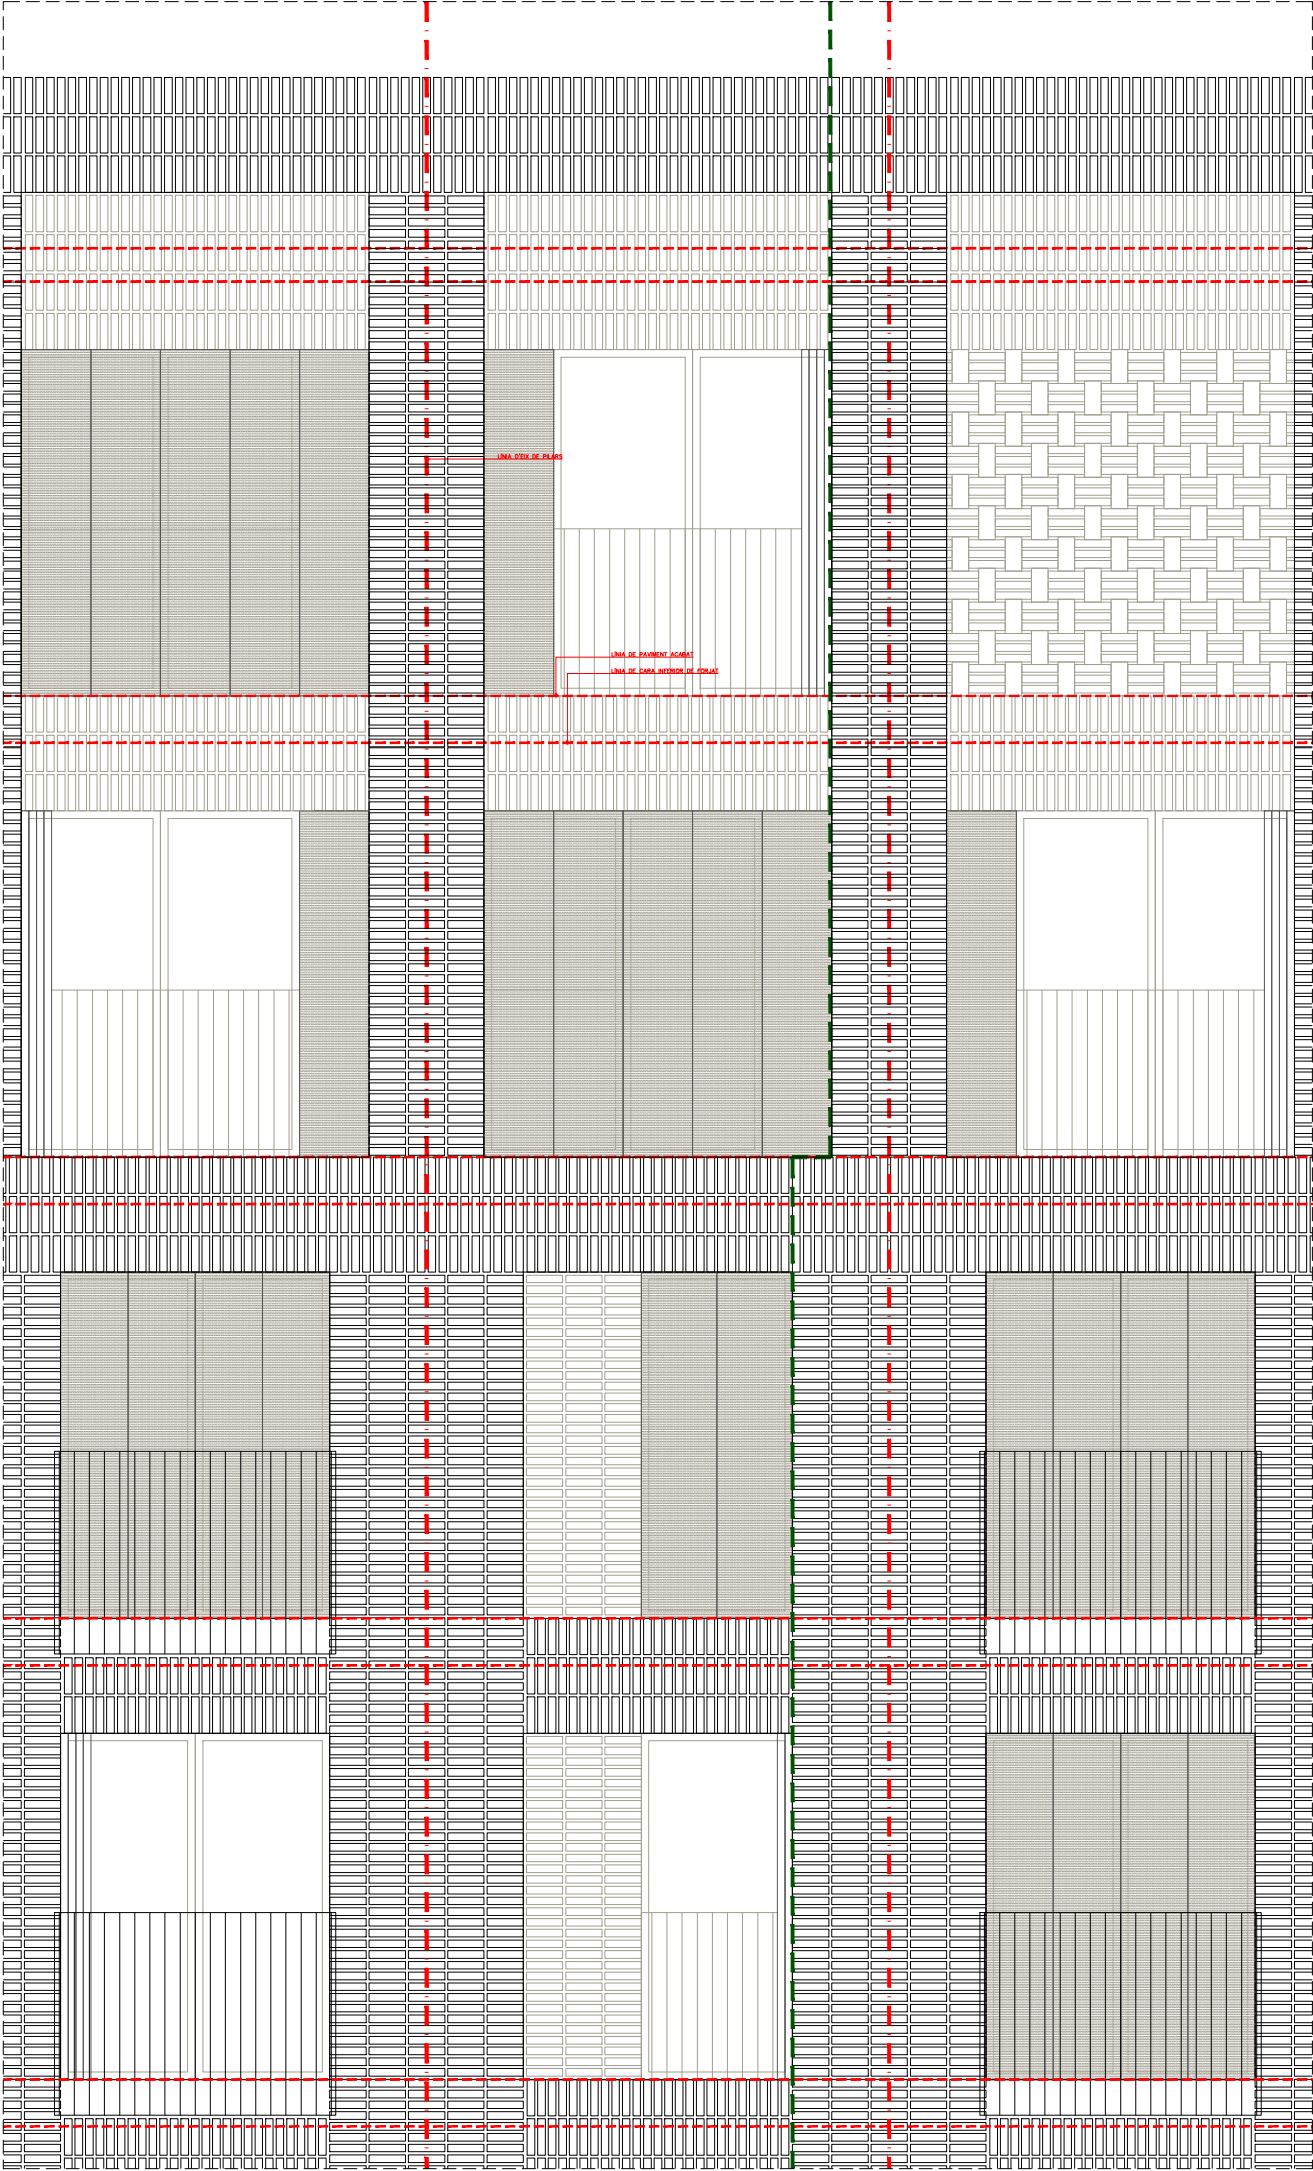 LÍNIA D'EIX DE PILARS
LÍNIA DE PAVIMENT ACABAT
LÍNIA DE CARA INFERIOR DE FORJAT